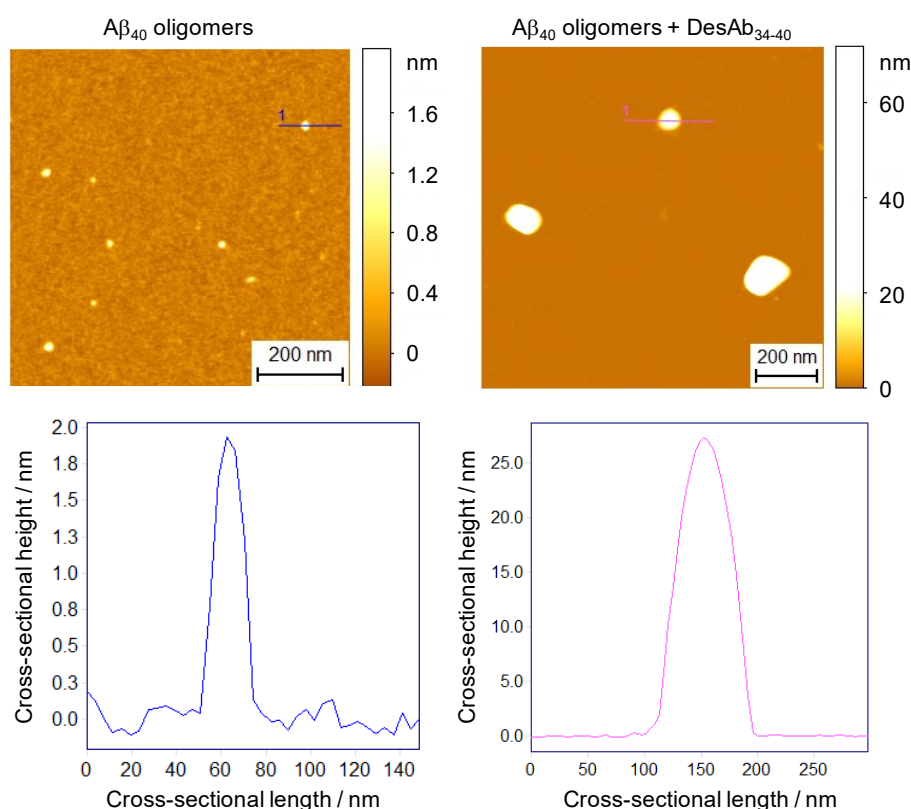 Aβ40 oligomers
Aβ40 oligomers + DesAb34-40
nm
1.6
1.2
0.8
0.4
0
1
200 nm
nm
60
40
20
0
1
200 nm
Cross-sectional height / nm
2.0
1.8
1.5
1.3
1.0
0.8
0.5
0.3
0.0
0 20 40 60 80 100 120 140
Cross-sectional length / nm
Cross-sectional height / nm
25.0
20.0
15.0
10.0
5.0
0.0
0 50 100 150 200 250
Cross-sectional length / nm